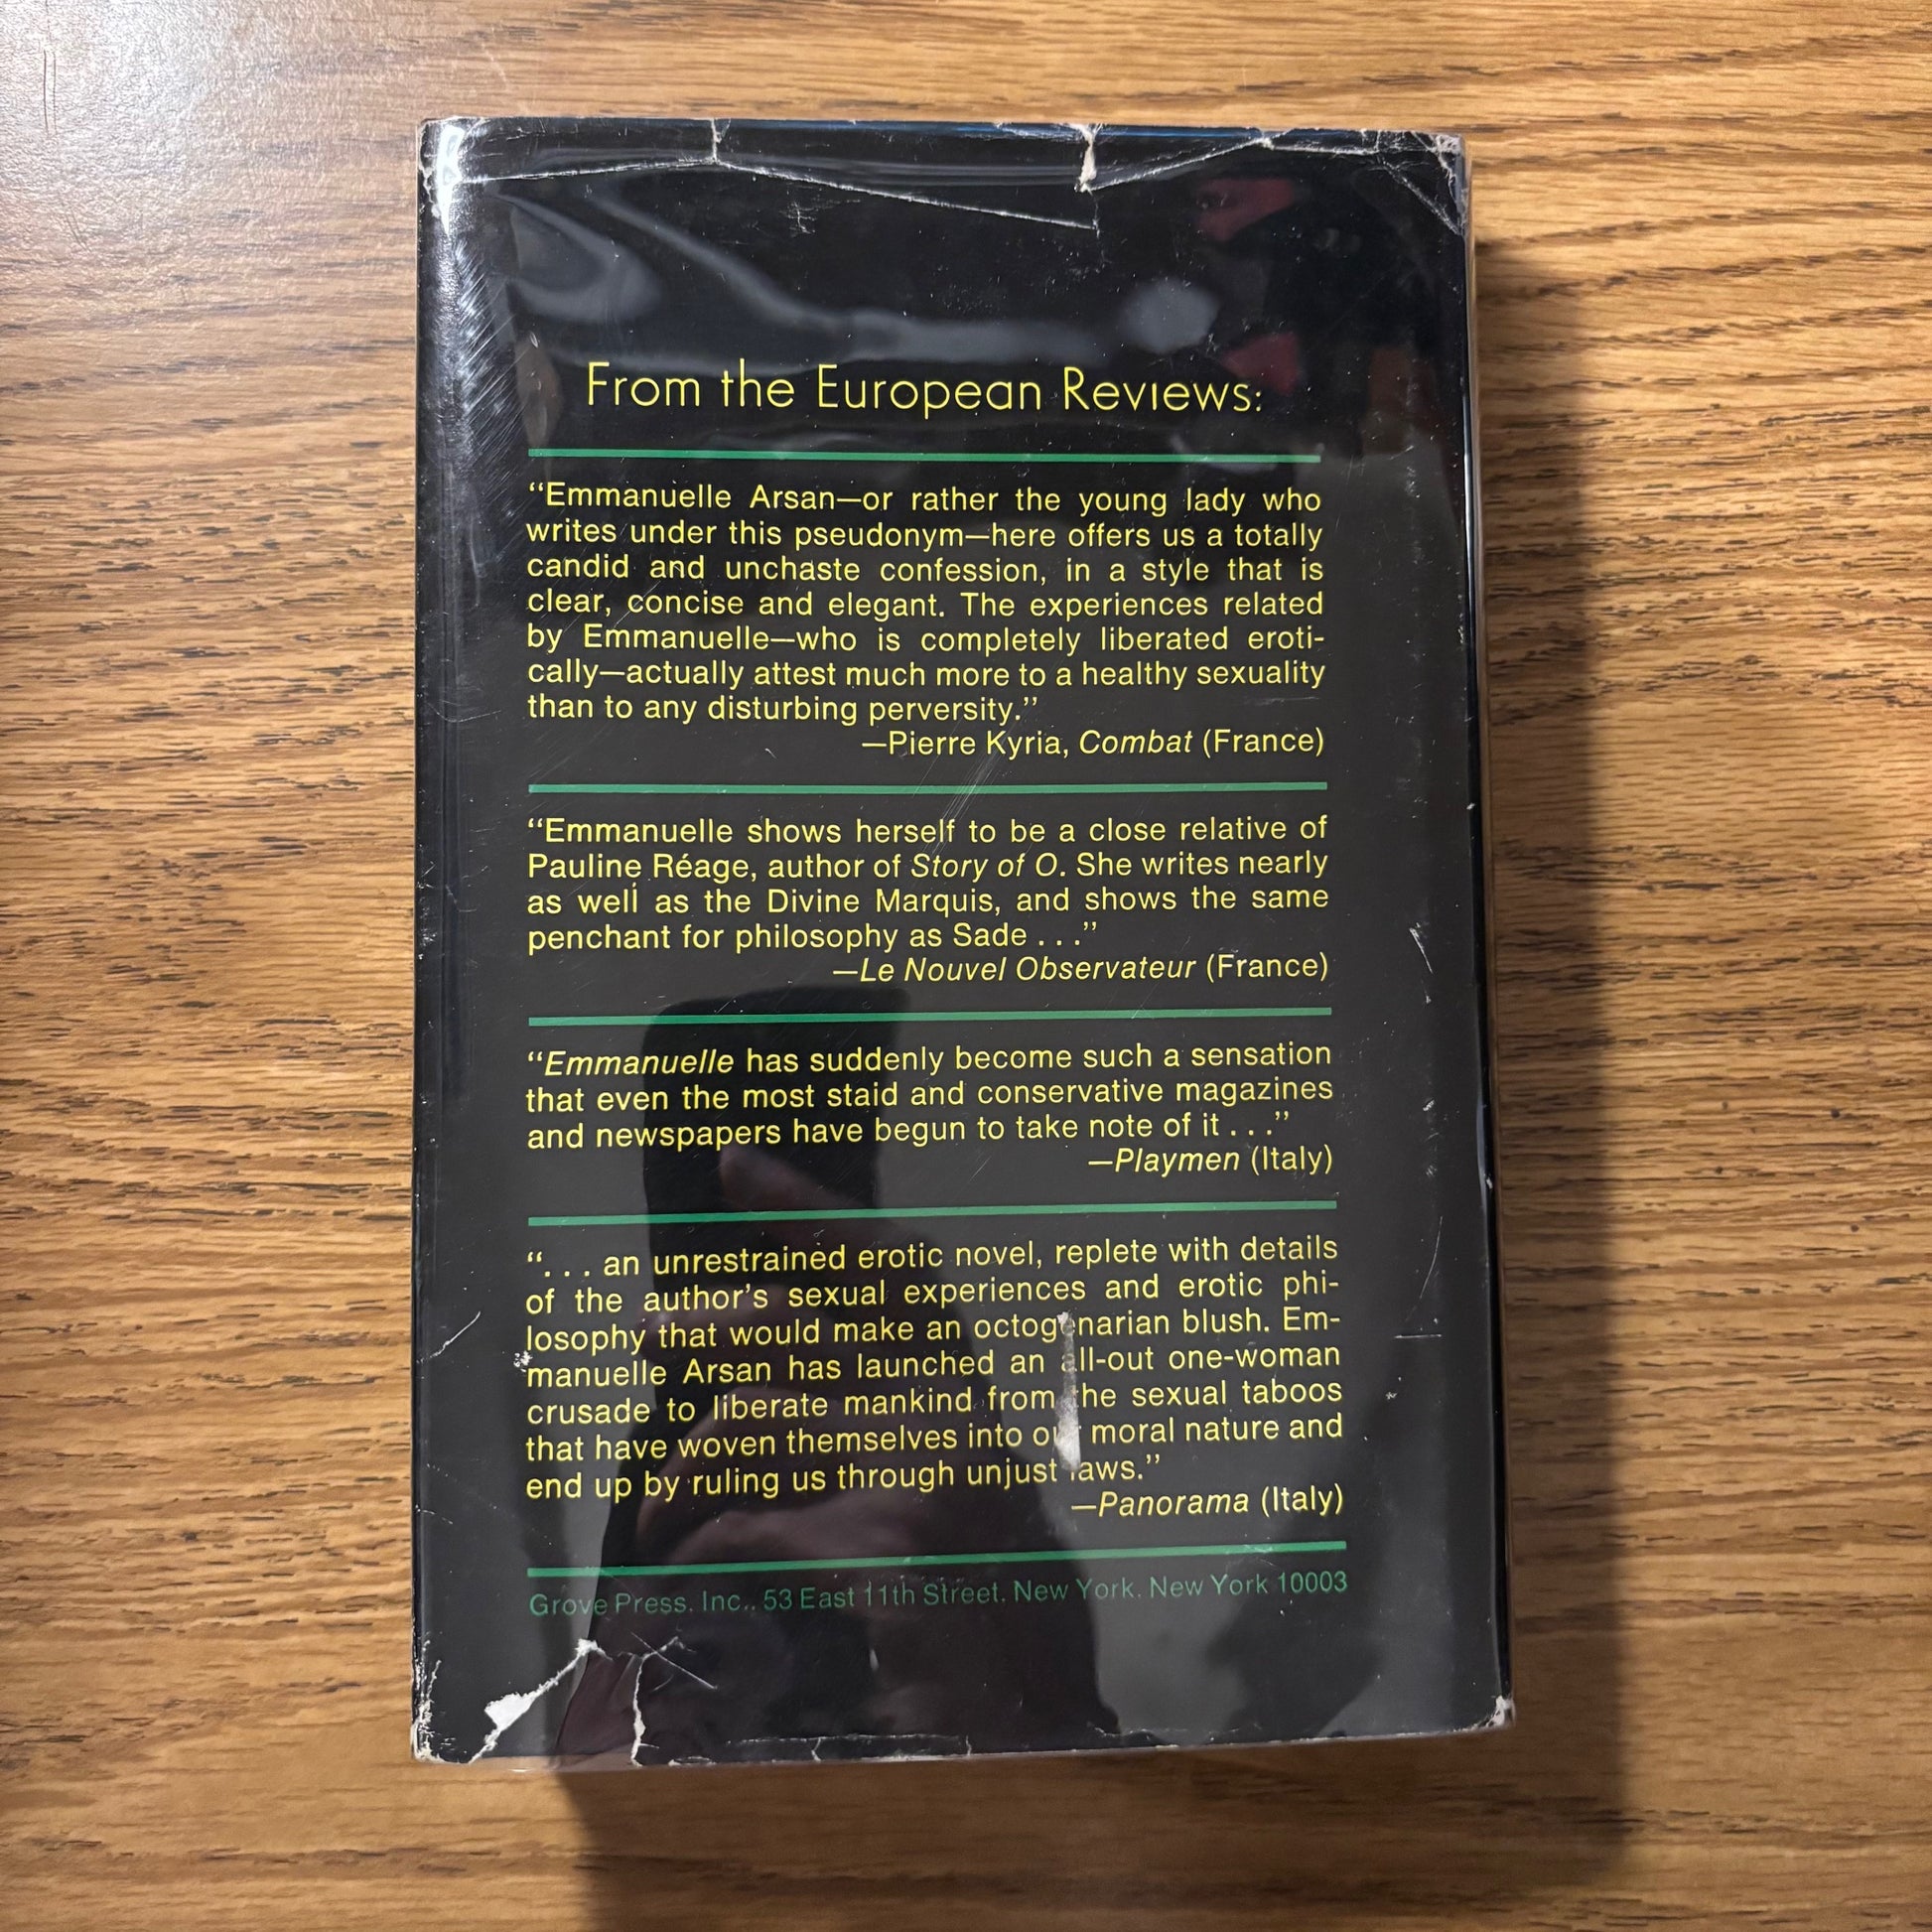 From the European Reviews:
“Emmanuelle Arsan—or rather the young lady who
writes under this pseudonym—here offers us a totally
candid and unchaste confession, in a style that is
clear, concise and elegant. The experiences related
by Emmanuelle—who is completely liberated eroti-
cally—actually attest much more to a healthy sexuality
than to any disturbing perversity.”
—Pierre Kyria, Combat (France)
“Emmanuelle shows herself to be a close relative of
Pauline Réage, author of Story of O. She writes nearly
as well as the Divine Marquis, and shows the same
penchant for philosophy as Sade . . .”
—Le Nouvel Observateur (France)
“Emmanuelle has suddenly become such a sensation
that even the most staid and conservative magazines
and newspapers have begun to take note of it . . .”
—Playmen (Italy)
“. . . an unrestrained erotic novel, replete with details
of the author’s sexual experiences and erotic phi-
losophy that would make an octogenarian blush. Em-
manuelle Arsan has launched an all-out one-woman
crusade to liberate mankind from the sexual taboos
that have woven themselves into our moral nature and
end up by ruling us through unjust laws.”
—Panorama (Italy)
Grove Press, Inc., 53 East 11th Street, New York, New York 10003